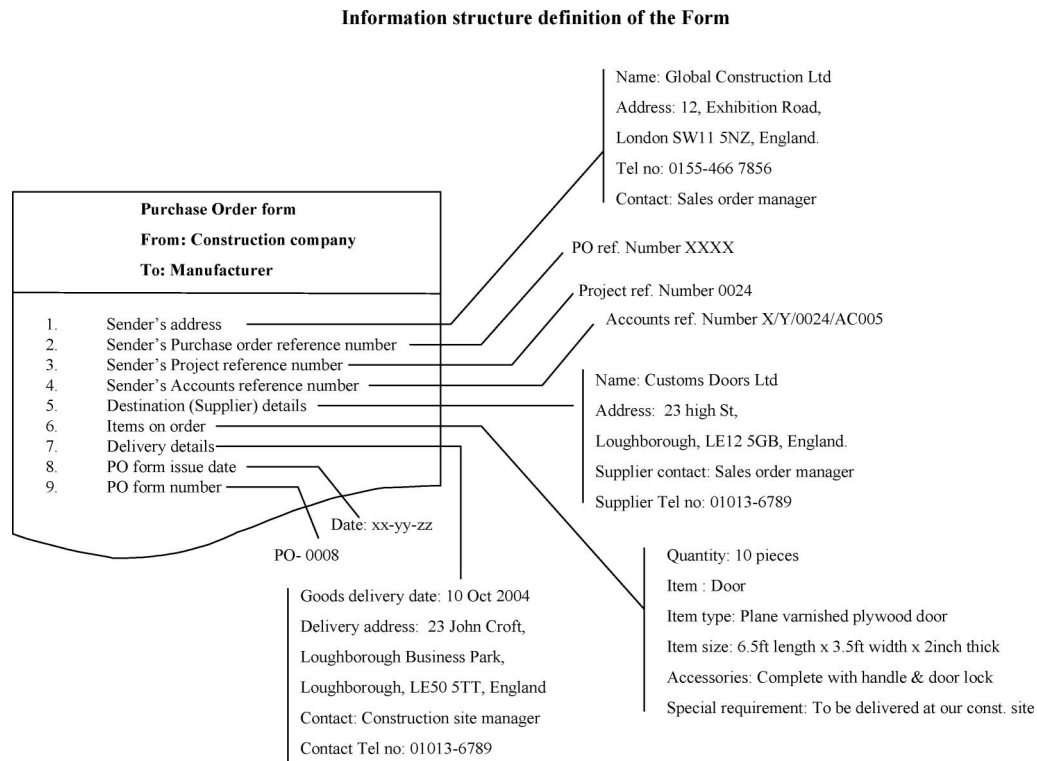 Information structure definition of the Form
Name: Global Construction Ltd
Address: 12, Exhibition Road,
London SW11 5NZ, England.
Tel no: 0155-466 7856
Contact: Sales order manager
Purchase Order form
From: Construction company
To: Manufacturer
PO ref. Number XXXX
Project ref. Number 0024
Accounts ref. Number X/Y/0024/AC005
1. Sender's address
2. Sender's Purchase order reference number
3. Sender's Project reference number
4. Sender's Accounts reference number
5. Destination (Supplier) details
6. Items on order
7. Delivery details
8. PO form issue date
9. PO form number
Name: Customs Doors Ltd
Address: 23 high St,
Loughborough, LE12 5GB, England.
Supplier contact: Sales order manager
Supplier Tel no: 01013-6789
Date: xx-yy-zz
PO- 0008
Quantity: 10 pieces
Item : Door
Item type: Plane varnished plywood door
Item size: 6.5ft length x 3.5ft width x 2inch thick
Accessories: Complete with handle & door lock
Special requirement: To be delivered at our const. site
Goods delivery date: 10 Oct 2004
Delivery address: 23 John Croft,
Loughborough Business Park,
Loughborough, LE50 5TT, England
Contact: Construction site manager
Contact Tel no: 01013-6789